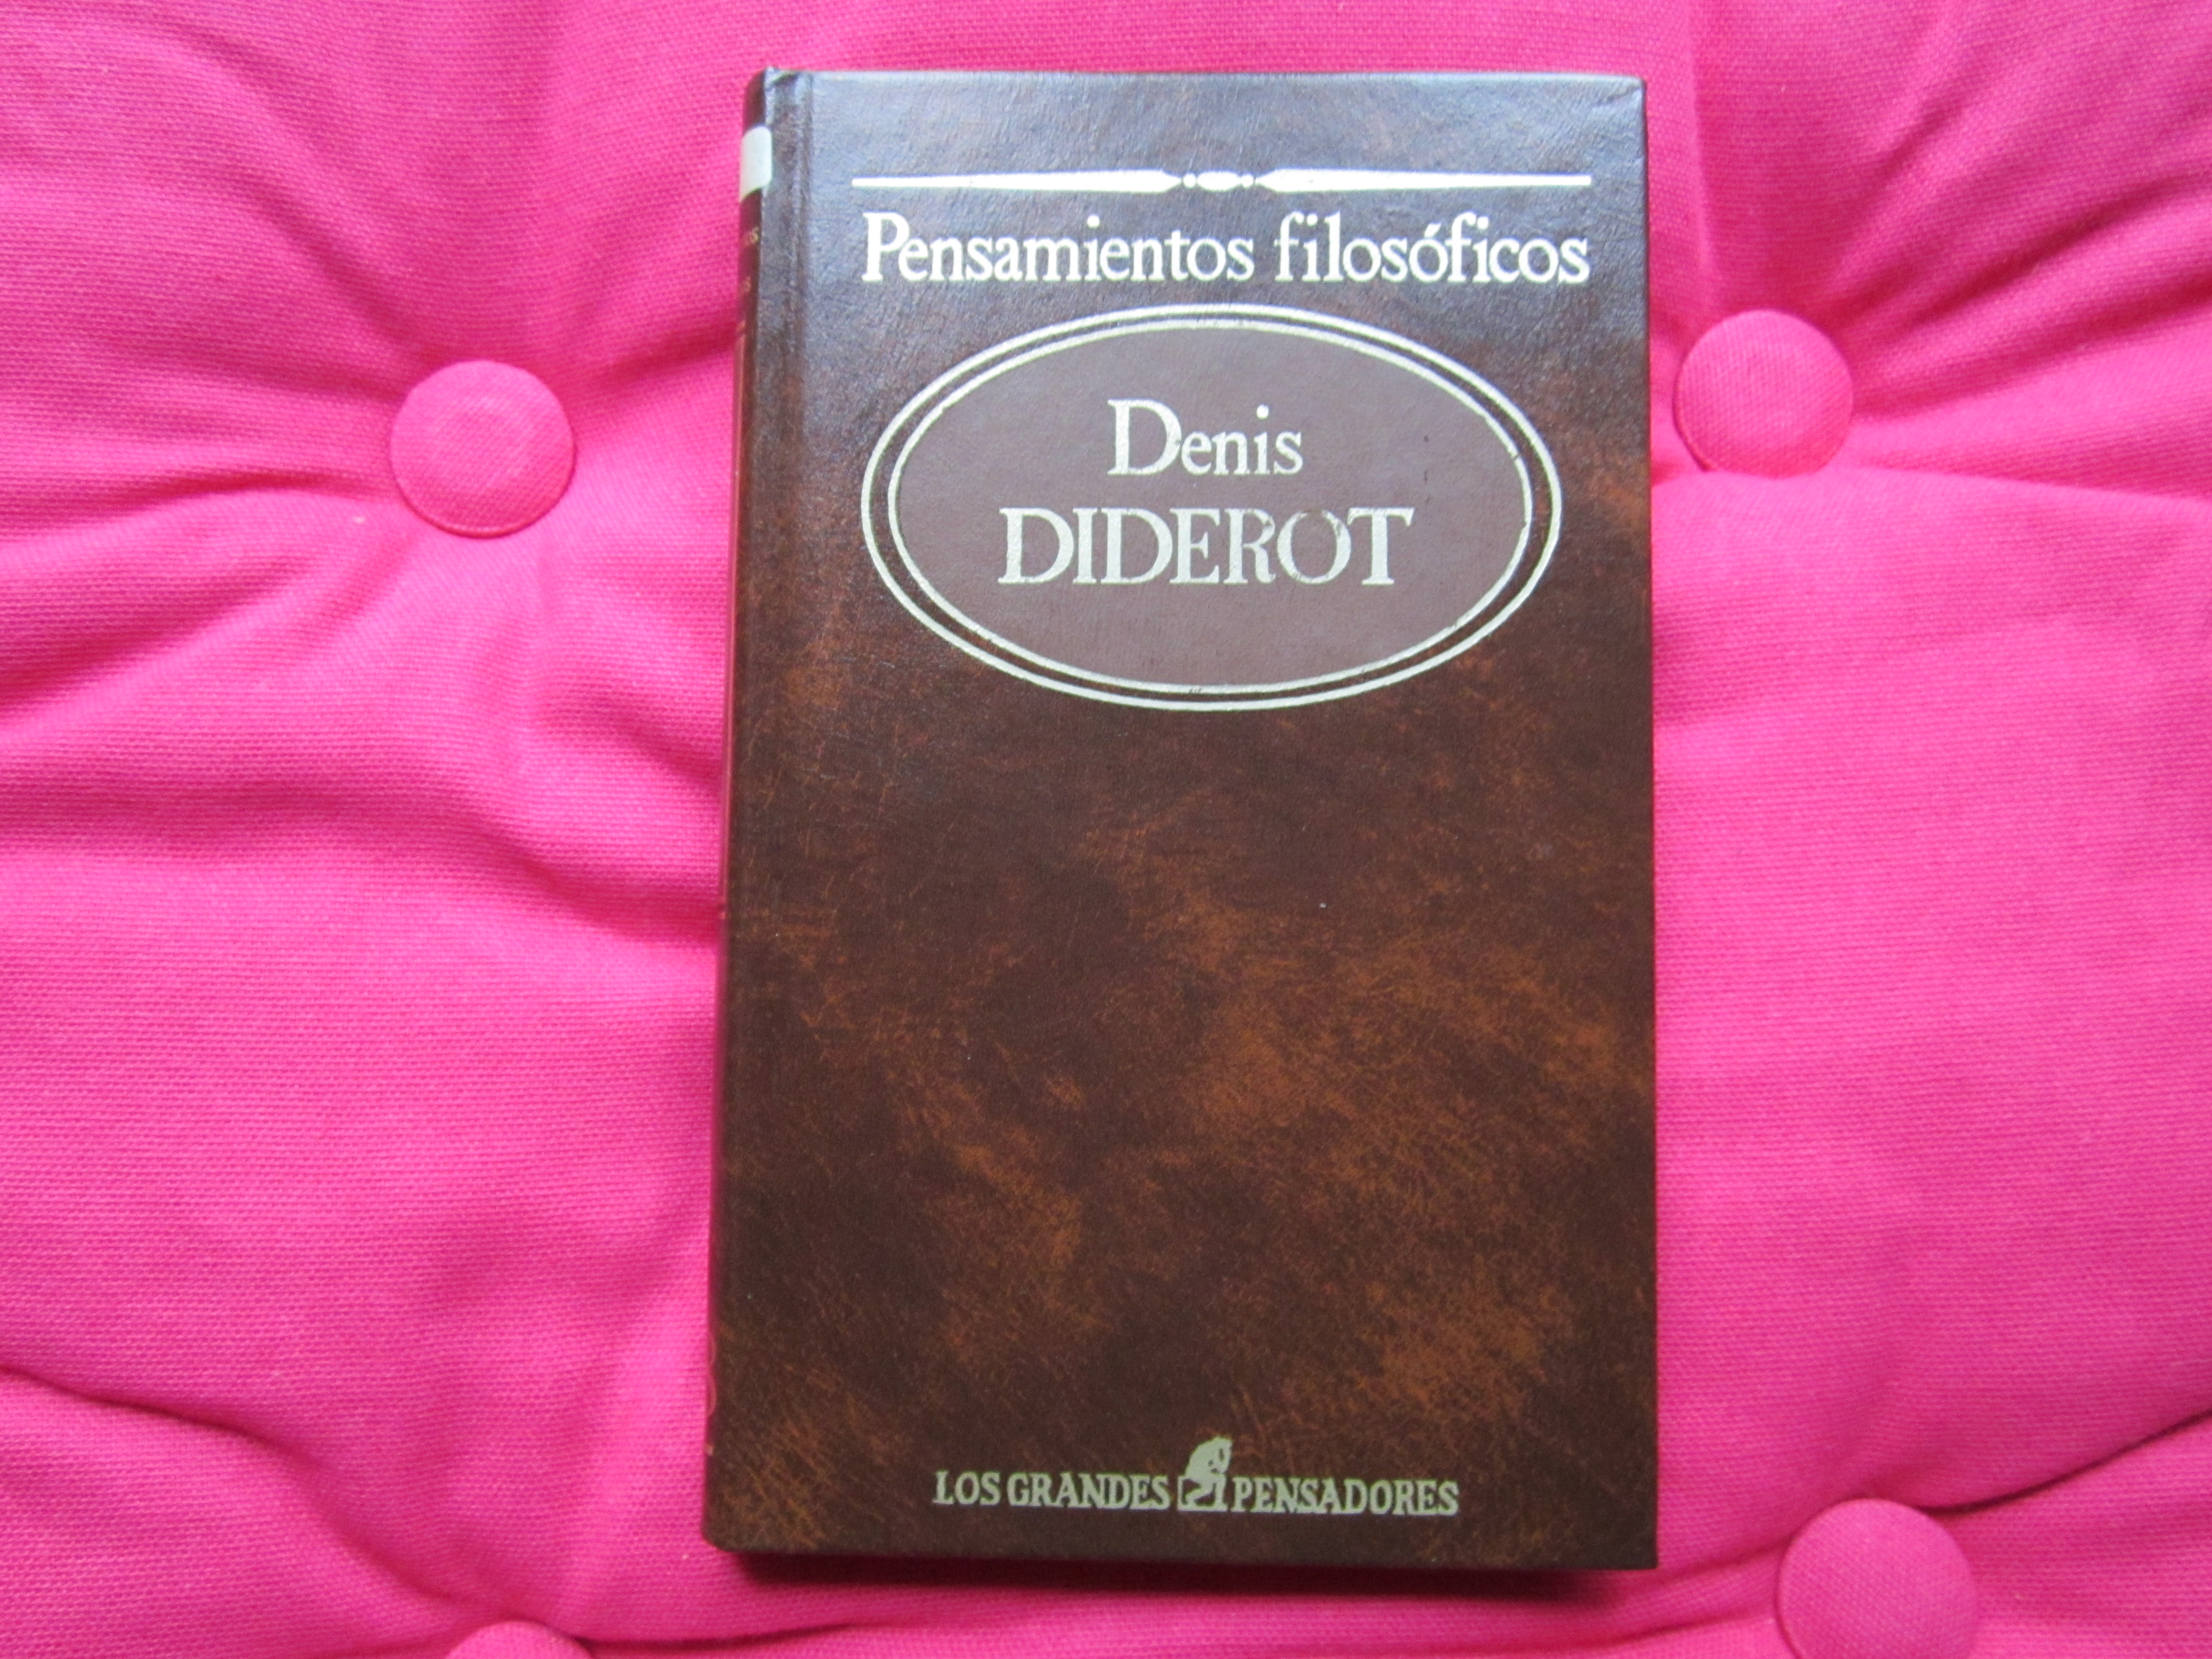 Pensamientos filosóficos
Denis
DIDEROT
LOS GRANDES PENSADORES